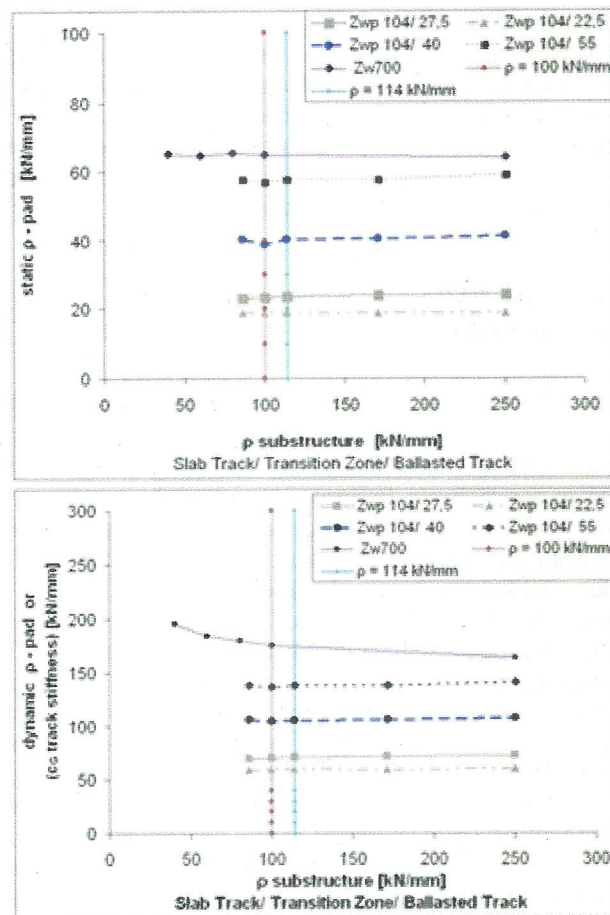 Zwp 104/ 27,5 Zwp 104/ 22,5
Zwp 104/ 40 Zwp 104/ 55
Zw700 ρ = 100 kN/mm
ρ = 114 kN/mm
static ρ - pad [kN/mm]
100
80
60
40
20
0
0 50 100 150 200 250 300
ρ substructure [kN/mm]
Slab Track/ Transition Zone/ Ballasted Track
Zwp 104/ 27,5 Zwp 104/ 22,5
Zwp 104/ 40 Zwp 104/ 55
Zw700 ρ = 100 kN/mm
ρ = 114 kN/mm
dynamic ρ - pad or
(cs track stiffness) [kN/mm]
300
250
200
150
100
50
0
0 50 100 150 200 250 300
ρ substructure [kN/mm]
Slab Track/ Transition Zone/ Ballasted Track